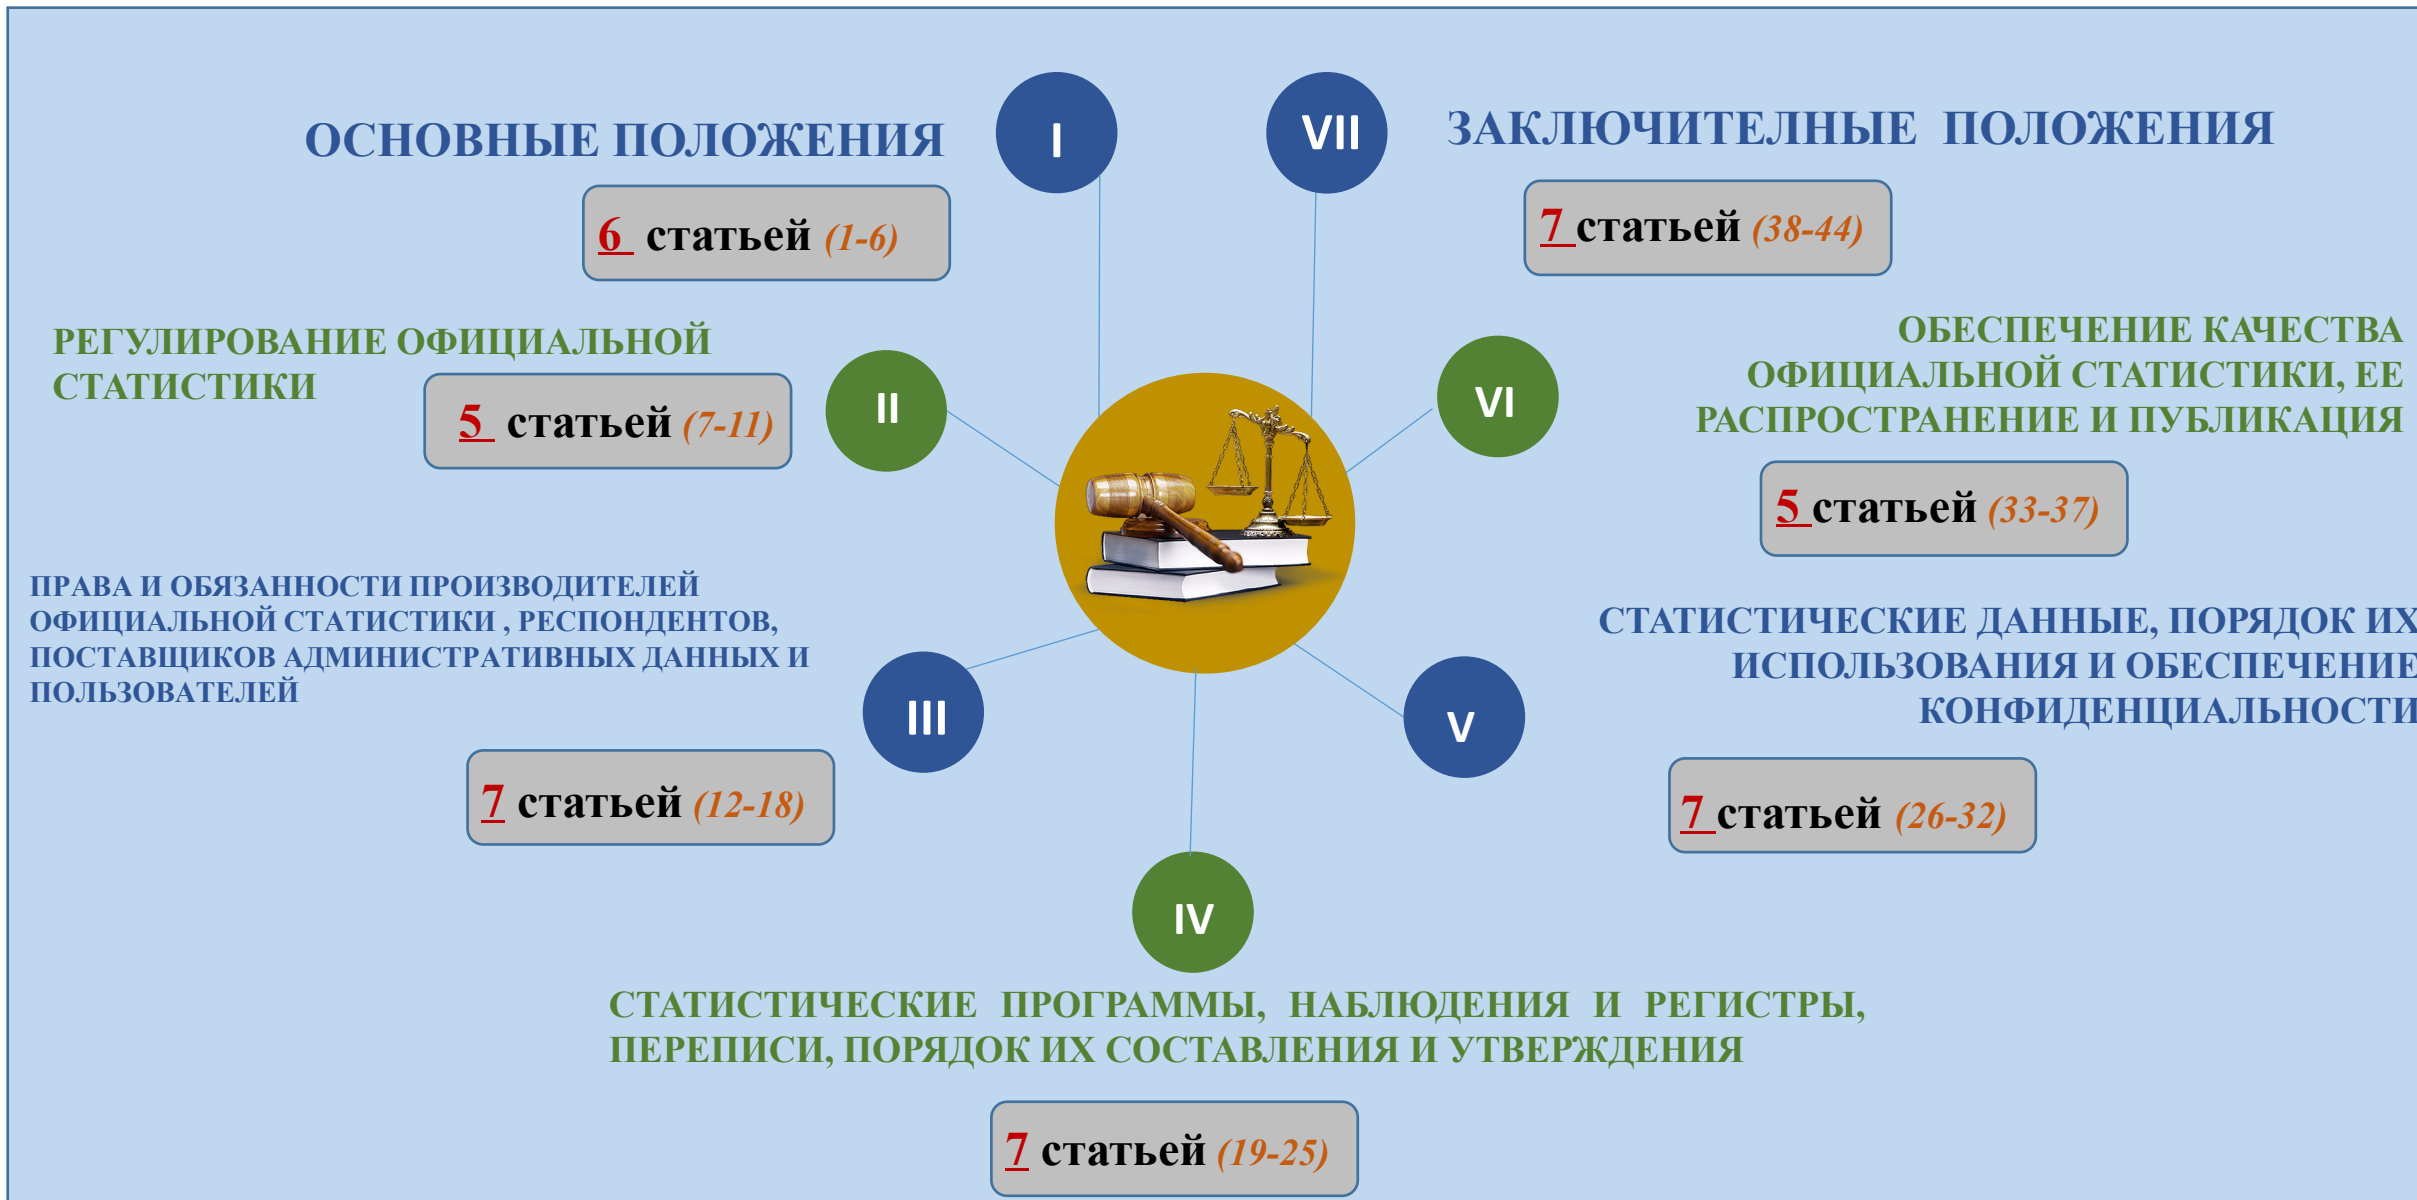 I
ОСНОВНЫЕ ПОЛОЖЕНИЯ
6 статьей (1-6)
II
РЕГУЛИРОВАНИЕ ОФИЦИАЛЬНОЙ
СТАТИСТИКИ
5 статьей (7-11)
III
ПРАВА И ОБЯЗАННОСТИ ПРОИЗВОДИТЕЛЕЙ
ОФИЦИАЛЬНОЙ СТАТИСТИКИ , РЕСПОНДЕНТОВ,
ПОСТАВЩИКОВ АДМИНИСТРАТИВНЫХ ДАННЫХ И
ПОЛЬЗОВАТЕЛЕЙ
7 статьей (12-18)
IV
СТАТИСТИЧЕСКИЕ ПРОГРАММЫ, НАБЛЮДЕНИЯ И РЕГИСТРЫ,
ПЕРЕПИСИ, ПОРЯДОК ИХ СОСТАВЛЕНИЯ И УТВЕРЖДЕНИЯ
7 статьей (19-25)
V
СТАТИСТИЧЕСКИЕ ДАННЫЕ, ПОРЯДОК ИХ
ИСПОЛЬЗОВАНИЯ И ОБЕСПЕЧЕНИЕ
КОНФИДЕНЦИАЛЬНОСТИ
7 статьей (26-32)
VI
ОБЕСПЕЧЕНИЕ КАЧЕСТВА
ОФИЦИАЛЬНОЙ СТАТИСТИКИ, ЕЕ
РАСПРОСТРАНЕНИЕ И ПУБЛИКАЦИЯ
5 статьей (33-37)
VII
ЗАКЛЮЧИТЕЛНЫЕ ПОЛОЖЕНИЯ
7 статьей (38-44)